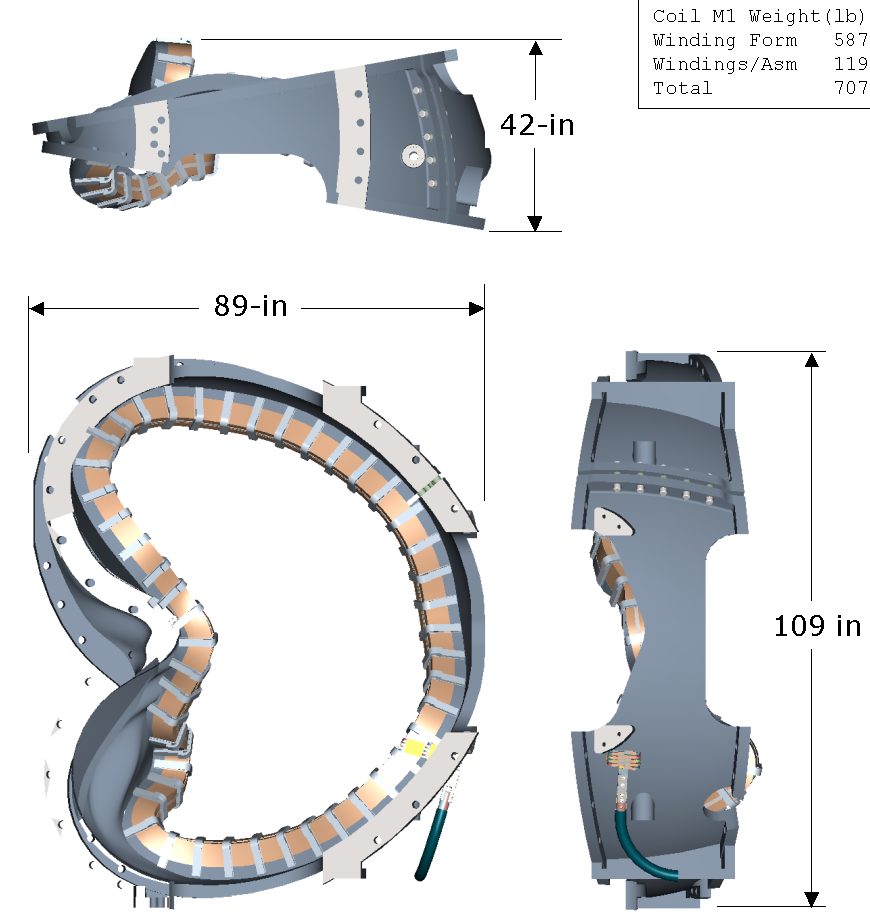 Coil M1 Weight(lb)
Winding Form 587
Windings/Asm 119
Total 707
42-in
89-in
109 in